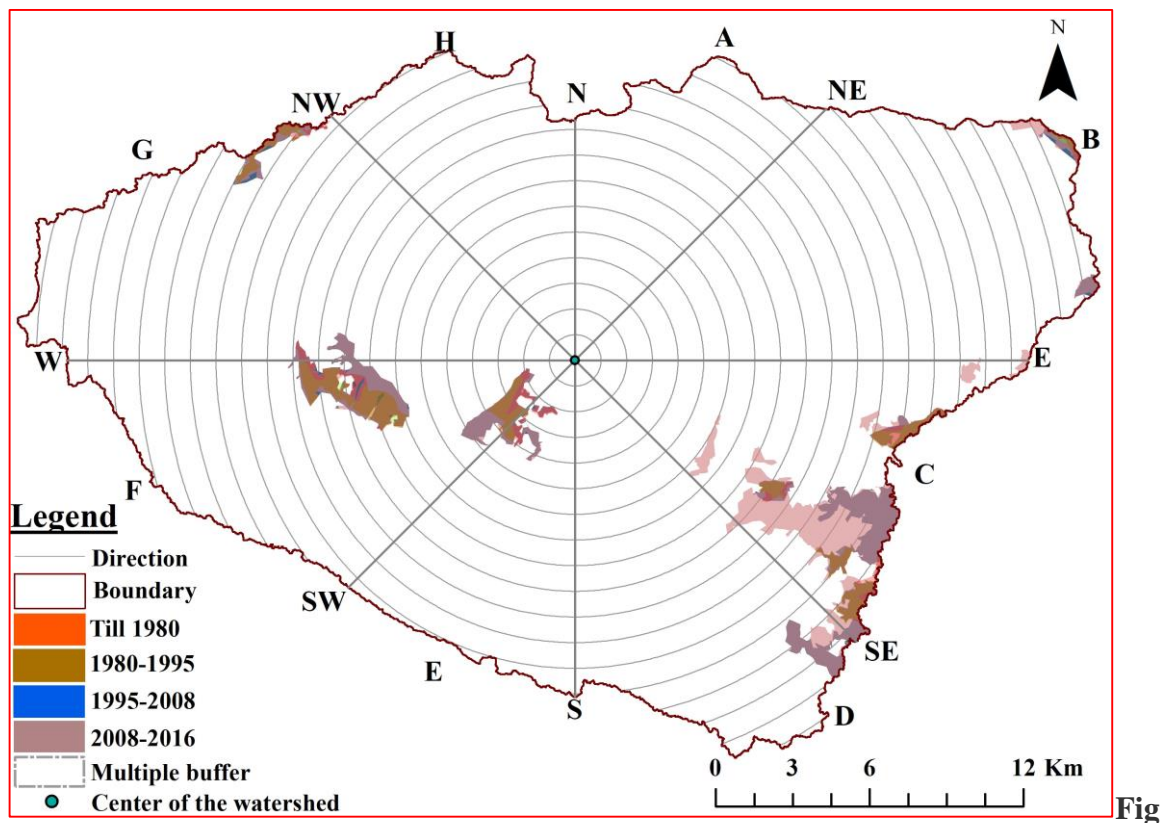 H
A
N
NW
N
NE
B
G
W
E
C
F
Legend
Direction
Boundary
Till 1980
1980-1995
1995-2008
2008-2016
Multiple buffer
Center of the watershed
SW
E
S
SE
D
0 3 6 12 Km
Fig